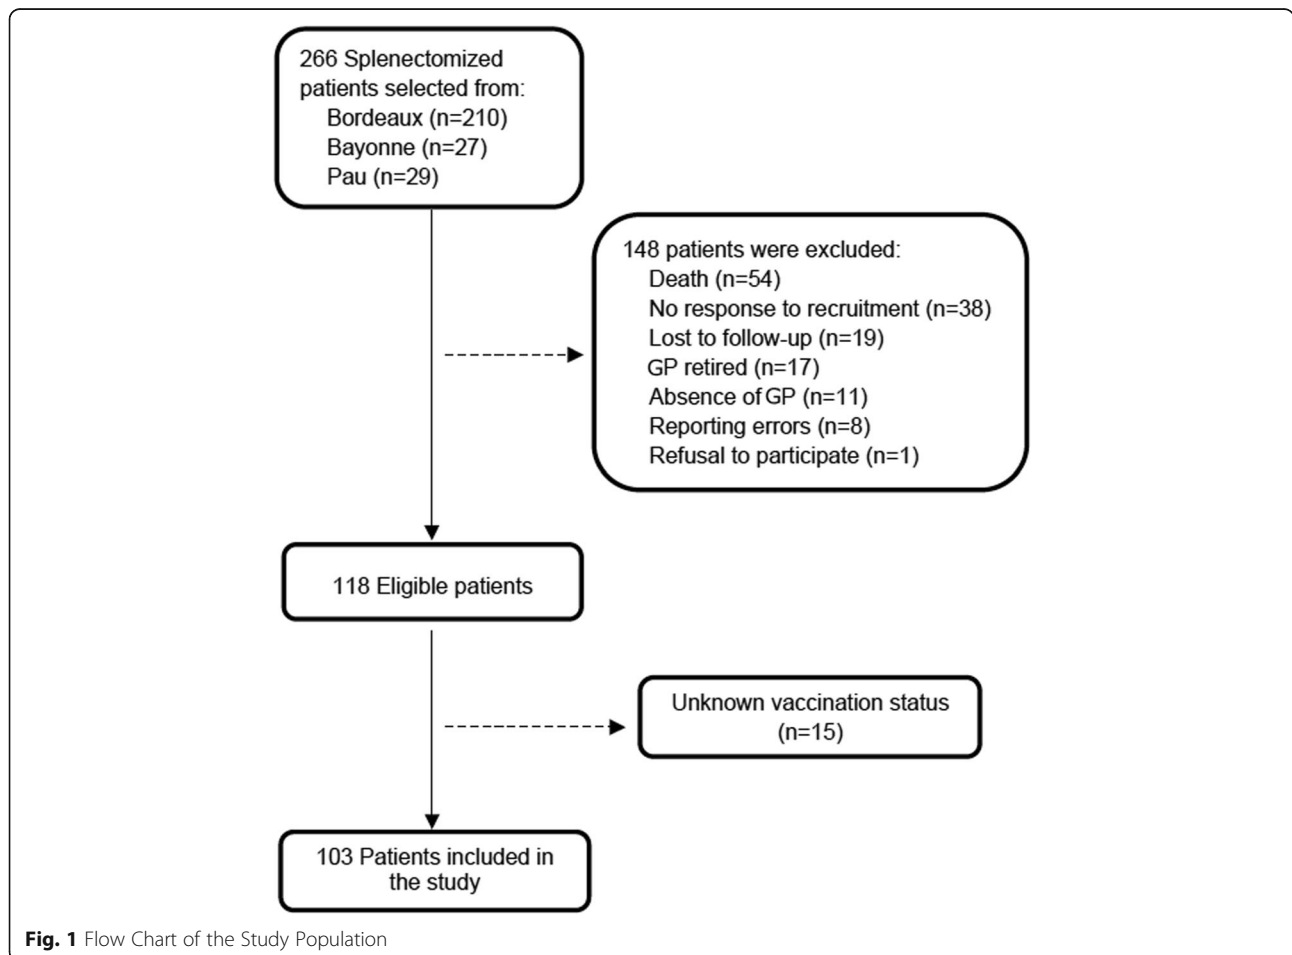 266 Splenectomized
patients selected from:
Bordeaux (n=210)
Bayonne (n=27)
Pau (n=29)
148 patients were excluded:
Death (n=54)
No response to recruitment (n=38)
Lost to follow-up (n=19)
GP retired (n=17)
Absence of GP (n=11)
Reporting errors (n=8)
Refusal to participate (n=1)
118 Eligible patients
Unknown vaccination status
(n=15)
103 Patients included in
the study
Fig. 1 Flow Chart of the Study Population